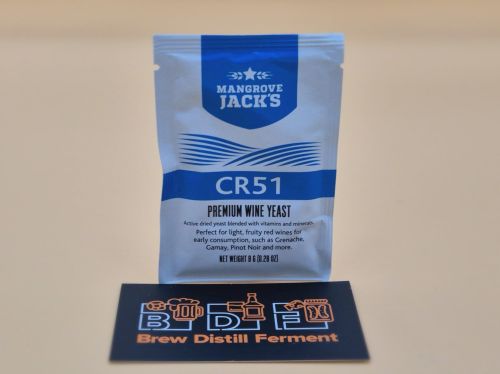 MANGROVE
JACK'S
CR51
PREMIUM WINE YEAST
Active dried yeast blended with vitamins and minerals.
Perfect for light, fruity red wines for
early consumption, such as Grenache,
Gamay, Pinot Noir and more.
NET WEIGHT 8 G (0.28 OZ)
B D F
Brew Distill Ferment